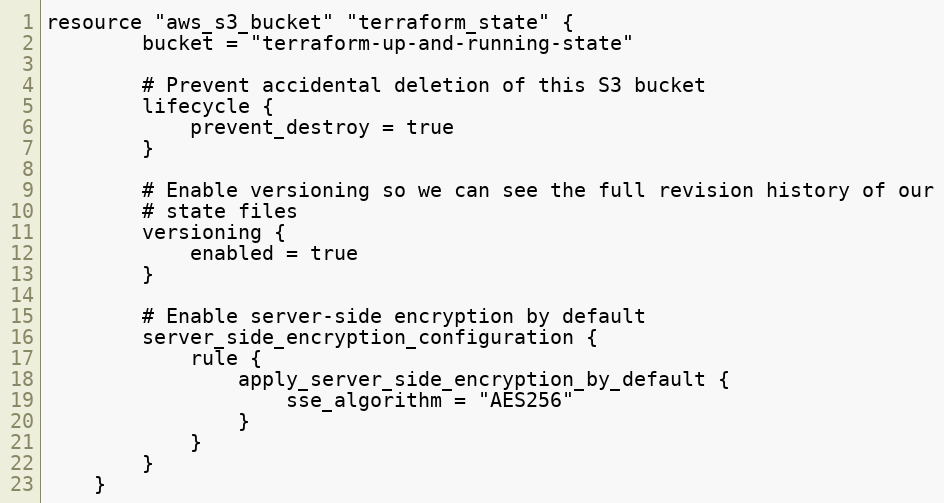 1 resource "aws_s3_bucket" "terraform_state" {
2         bucket = "terraform-up-and-running-state"
3
4         # Prevent accidental deletion of this S3 bucket
5         lifecycle {
6             prevent_destroy = true
7         }
8
9         # Enable versioning so we can see the full revision history of our
10         # state files
11         versioning {
12             enabled = true
13         }
14
15         # Enable server-side encryption by default
16         server_side_encryption_configuration {
17             rule {
18                 apply_server_side_encryption_by_default {
19                     sse_algorithm = "AES256"
20                 }
21             }
22         }
23     }